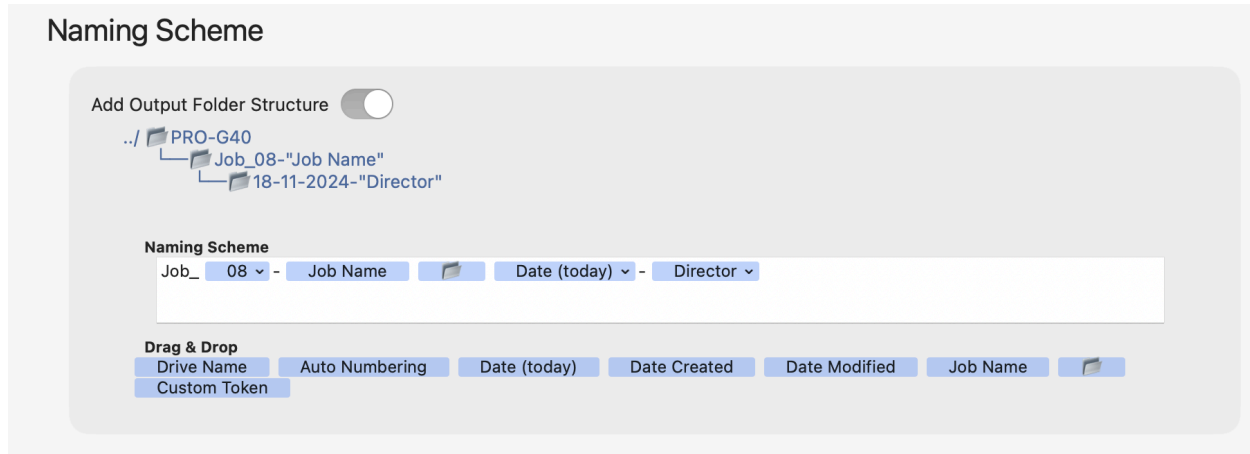 Naming Scheme
Add Output Folder Structure
../ PRO-G40
Job_08-"Job Name"
18-11-2024-"Director"
Naming Scheme
Job_ 08 - Job Name Date (today) - Director
Drag & Drop
Drive Name Auto Numbering Date (today) Date Created Date Modified Job Name
Custom Token